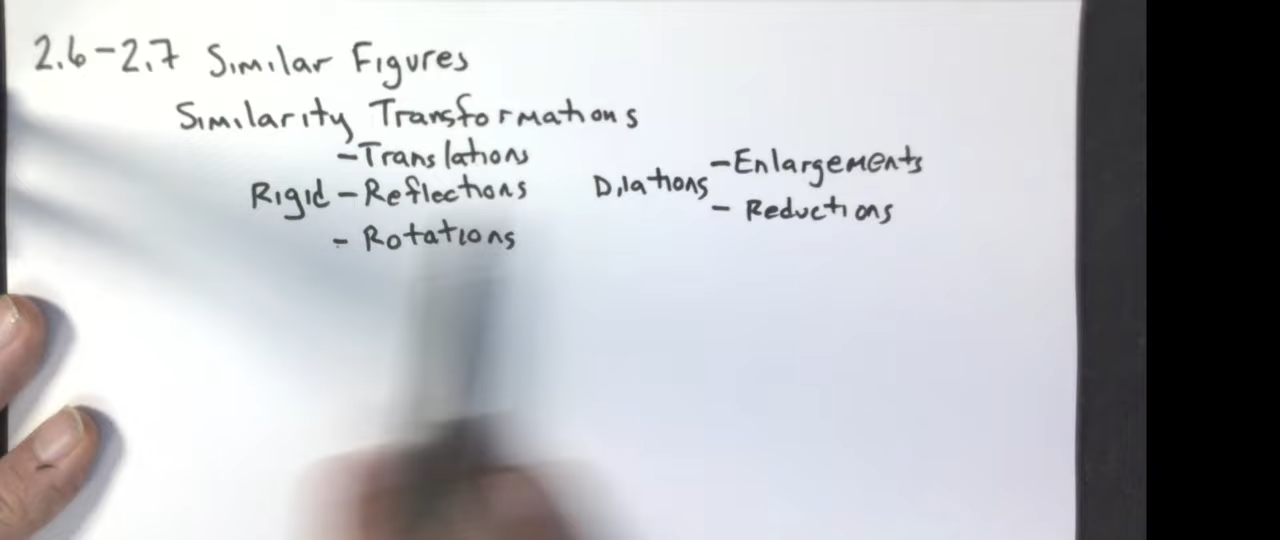 2.6-2.7 Similar Figures
Similarity Transformations
-Translations
Rigid -Reflections
- Rotations
Dilations -Enlargements
- Reductions